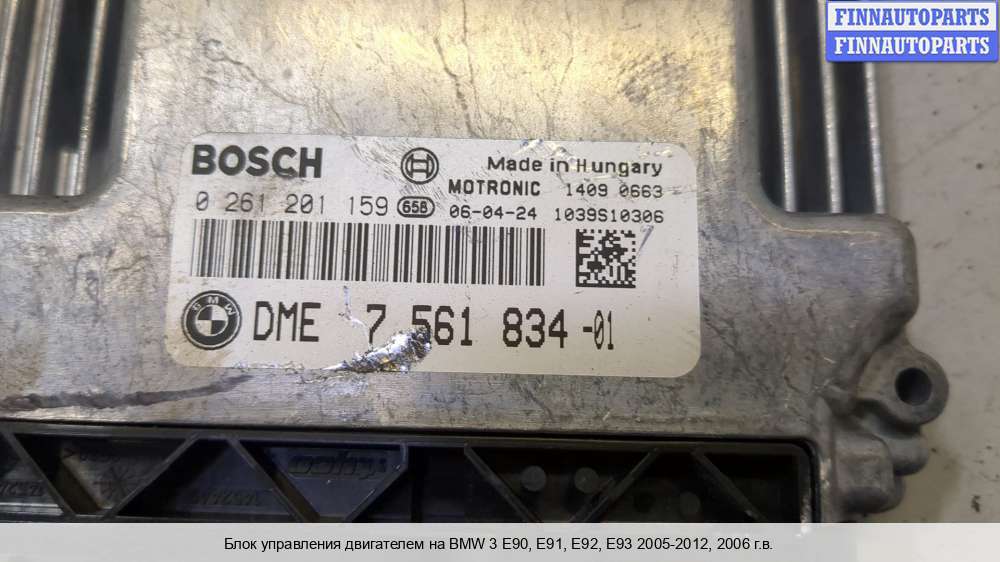 FINNAUTOPARTS
FINNAUTOPARTS
BOSCH
Made in Hungary
MOTRONIC 1409 0663
0 261 201 159 658 06-04-24 1039S10306
BMW
DME 7 561 834-01
Блок управления двигателем на BMW 3 E90, E91, E92, E93 2005-2012, 2006 г.в.